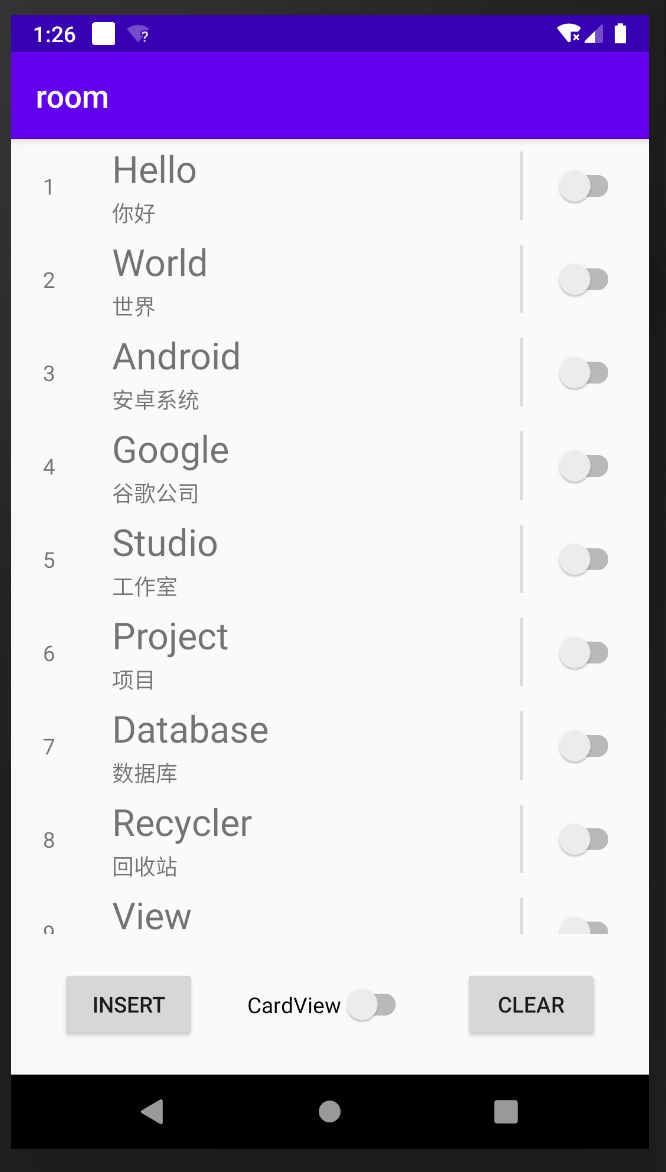 1:26
room
1
Hello
你好
2
World
世界
3
Android
安卓系统
4
Google
谷歌公司
5
Studio
工作室
6
Project
项目
7
Database
数据库
8
Recycler
回收站
9
View
INSERT
CardView
CLEAR